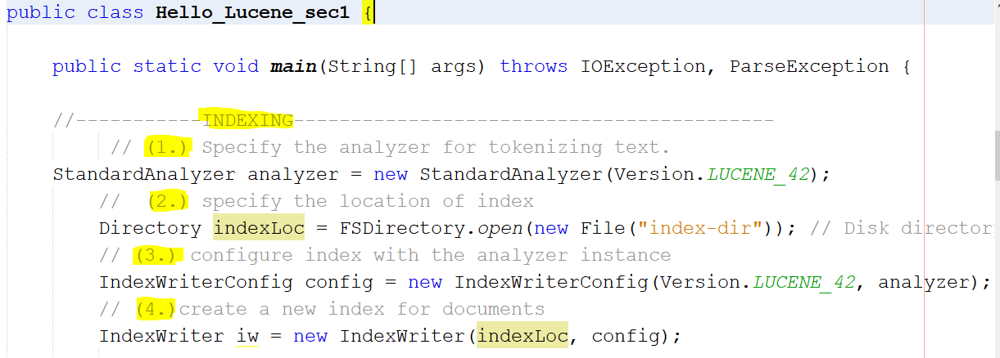 public class Hello_Lucene_sec1 {
public static void main(String[] args) throws IOException, ParseException {
//-----------INDEXING------------------------------------------
// (1.) Specify the analyzer for tokenizing text.
StandardAnalyzer analyzer = new StandardAnalyzer(Version.LUCENE_42);
// (2.) specify the location of index
Directory indexLoc = FSDirectory.open(new File("index-dir")); // Disk directory
// (3.) configure index with the analyzer instance
IndexWriterConfig config = new IndexWriterConfig(Version.LUCENE_42, analyzer);
// (4.)create a new index for documents
IndexWriter iw = new IndexWriter(indexLoc, config);